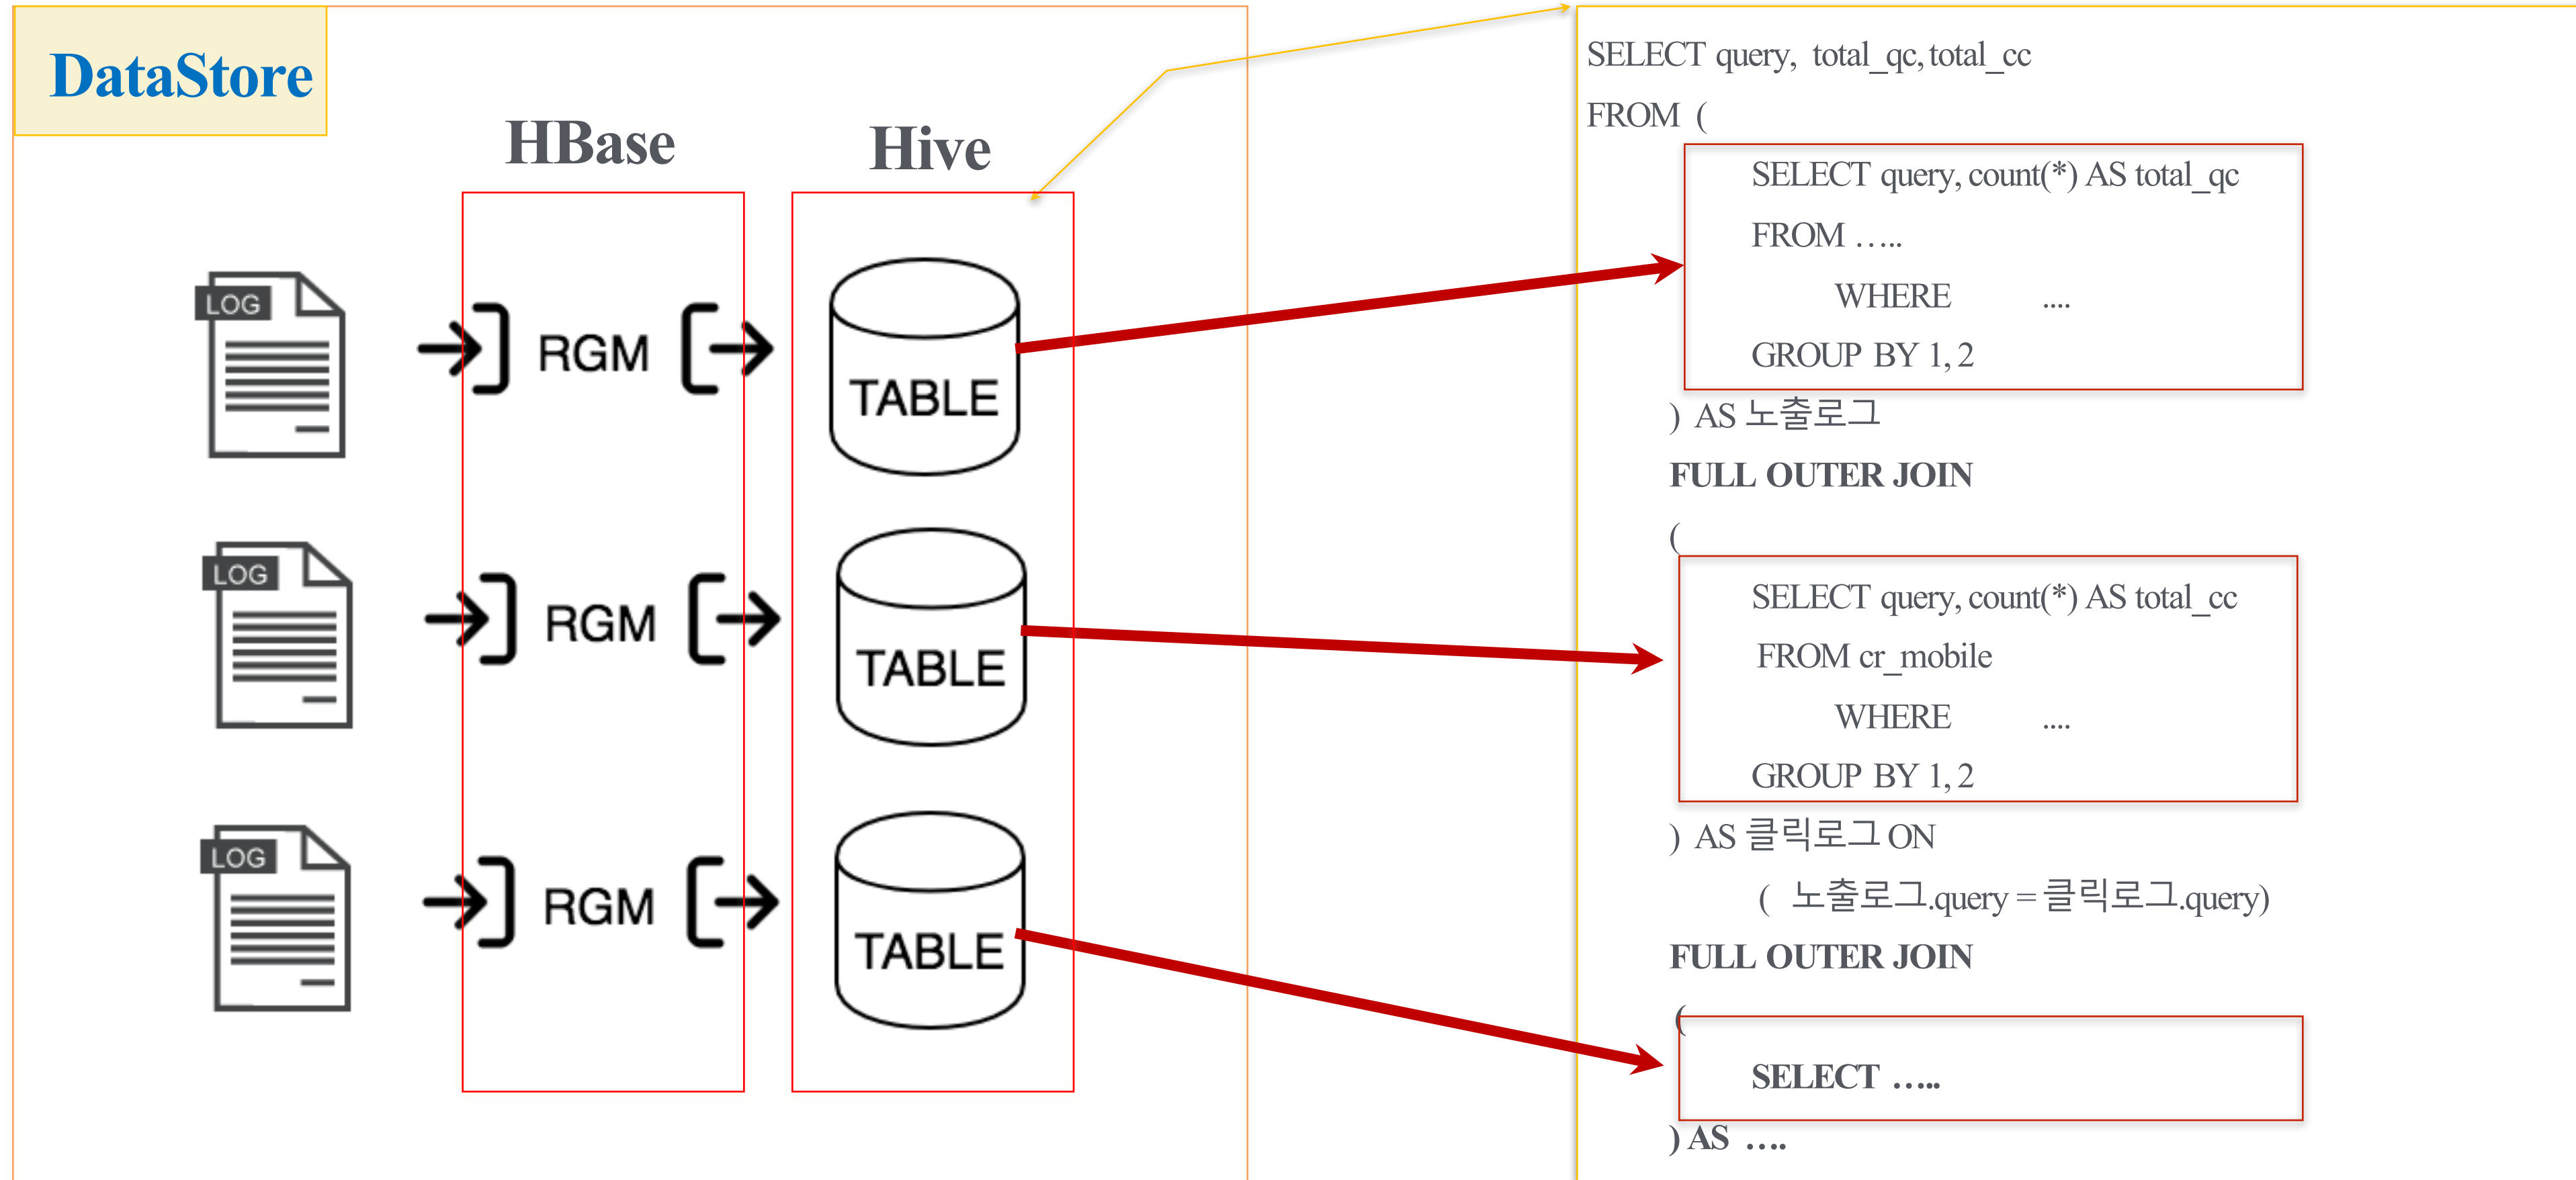 DataStore
HBase
Hive
LOG
RGM
TABLE
LOG
RGM
TABLE
LOG
RGM
TABLE
SELECT query, total_qc, total_cc
FROM (
SELECT query, count(*) AS total_qc
FROM …..
WHERE ....
GROUP BY 1, 2
) AS 노출로그
FULL OUTER JOIN
(
SELECT query, count(*) AS total_cc
FROM cr_mobile
WHERE ....
GROUP BY 1, 2
) AS 클릭로그 ON
( 노출로그.query = 클릭로그.query)
FULL OUTER JOIN
(
SELECT …..
) AS ….